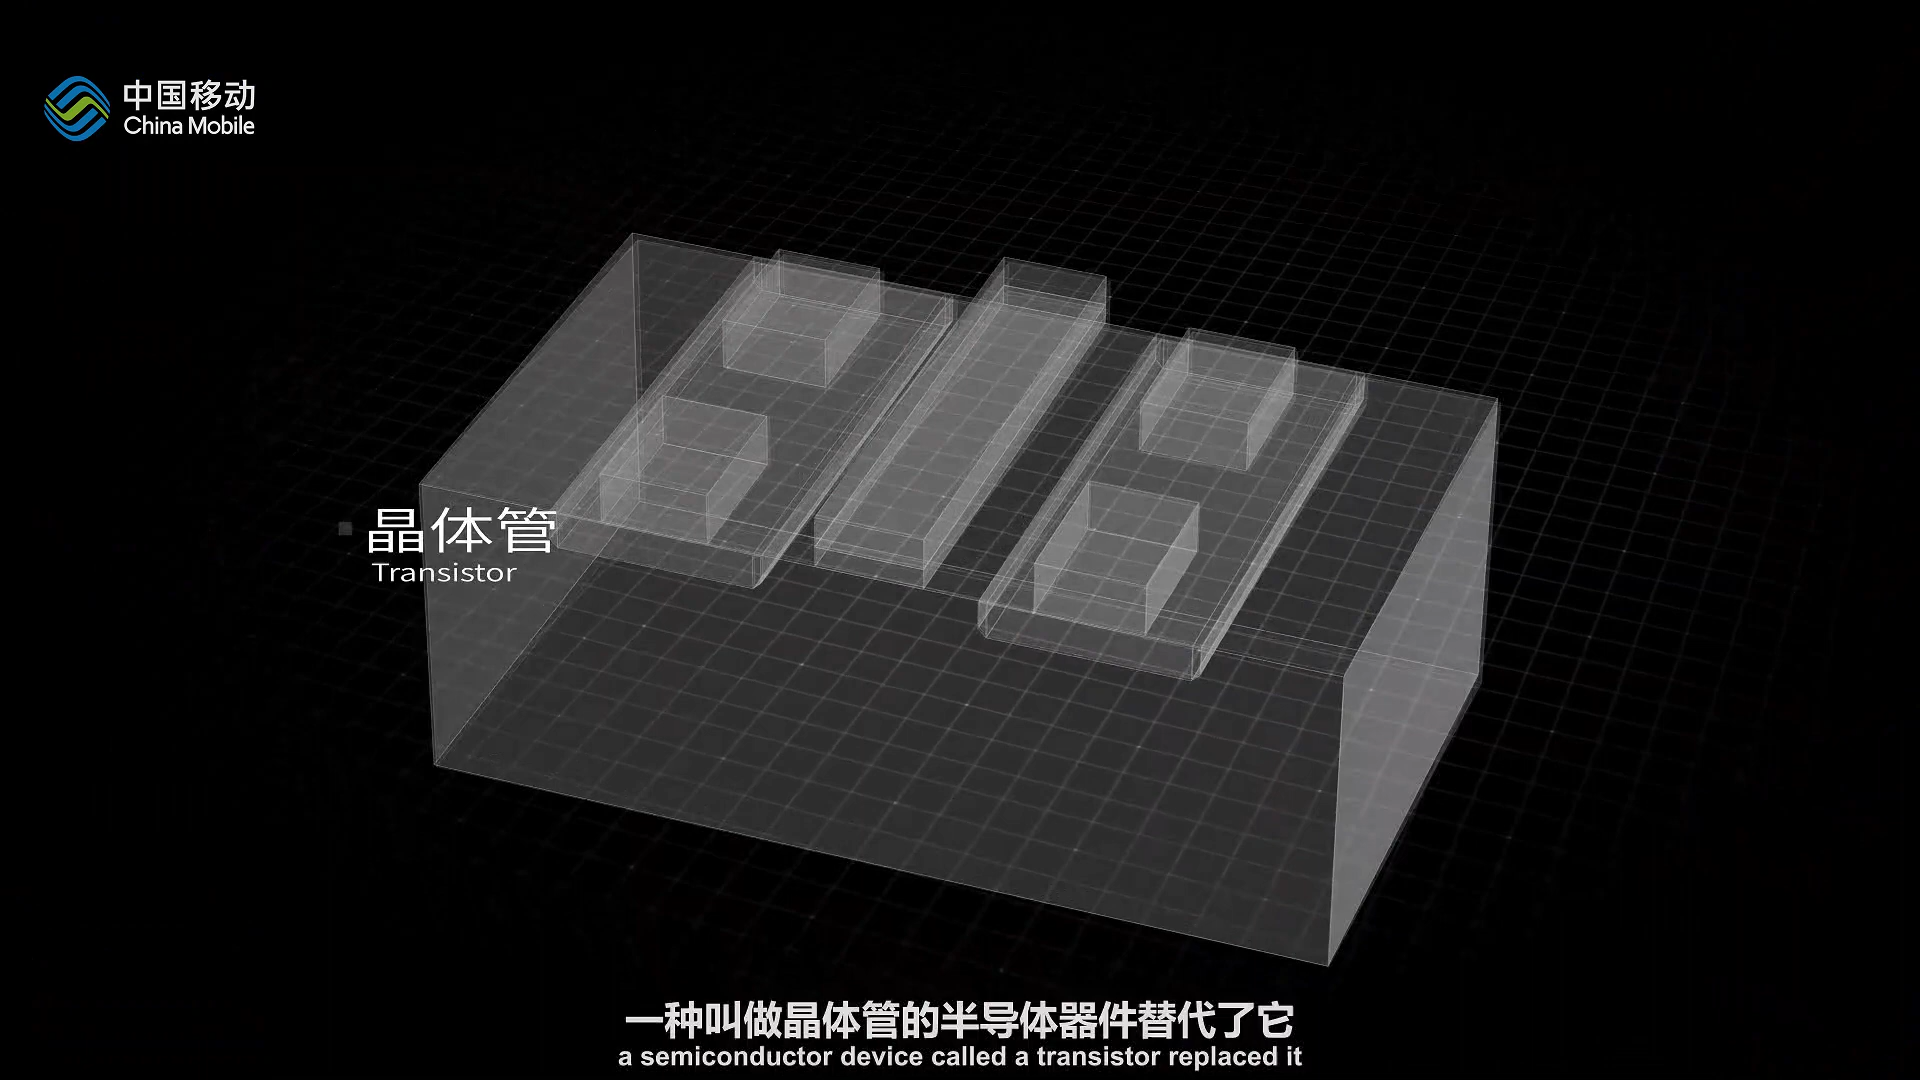 中国移动
China Mobile
晶体管
Transistor
一种叫做晶体管的半导体器件替代了它
a semiconductor device called a transistor replaced it